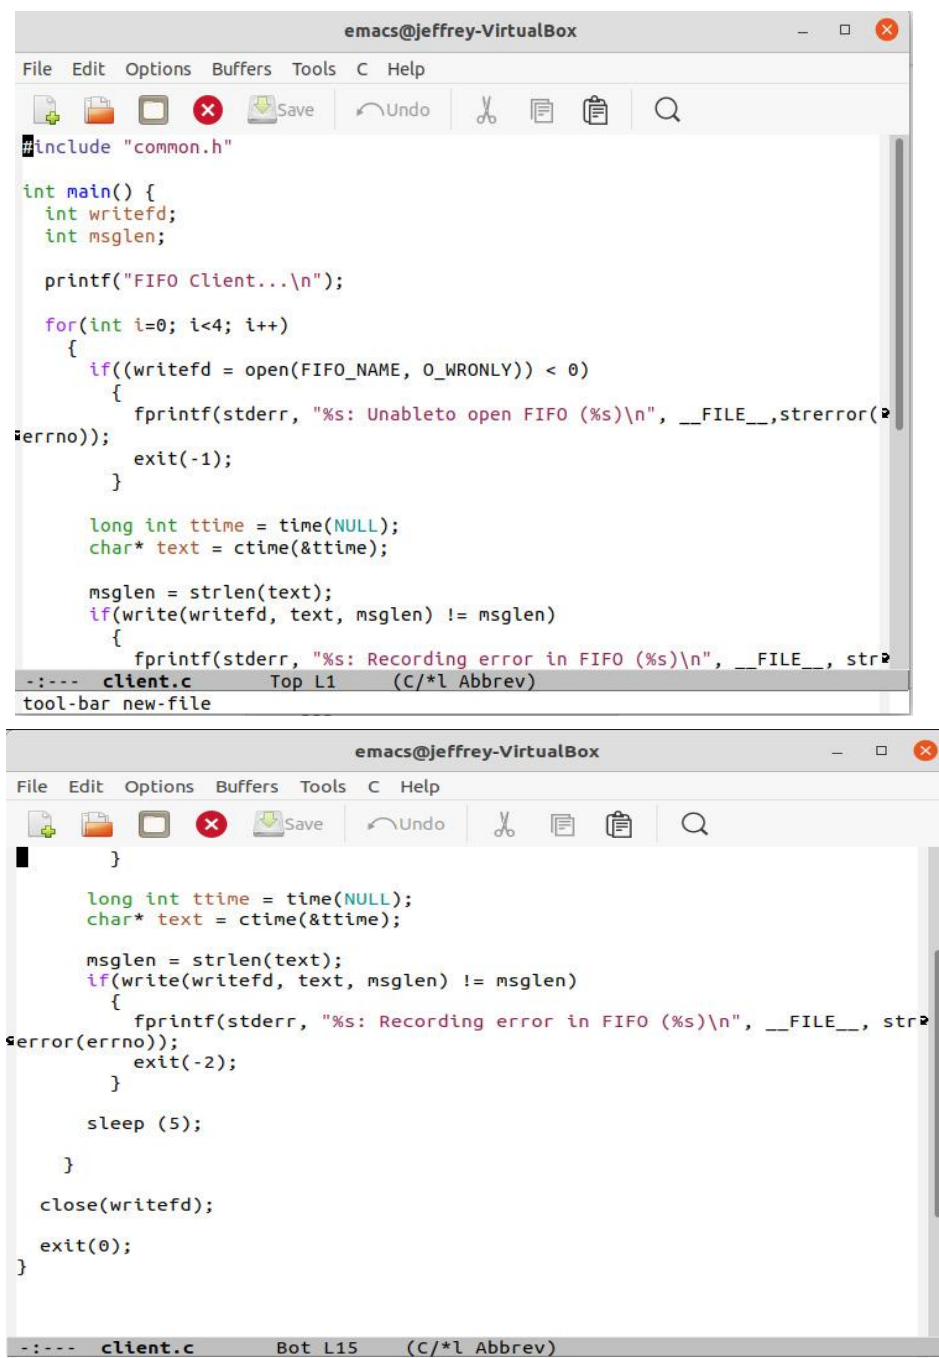 emacs@jeffrey-VirtualBox
File Edit Options Buffers Tools C Help
Save Undo
#include "common.h"
int main() {
int writefd;
int msglen;
printf("FIFO Client...\n");
for(int i=0; i<4; i++)
{
if((writefd = open(FIFO_NAME, O_WRONLY)) < 0)
{
fprintf(stderr, "%s: Unableto open FIFO (%s)\n", __FILE__,strerror(
errno));
exit(-1);
}
long int ttime = time(NULL);
char* text = ctime(&ttime);
msglen = strlen(text);
if(write(writefd, text, msglen) != msglen)
{
fprintf(stderr, "%s: Recording error in FIFO (%s)\n", __FILE__, str
-:--- client.c Top L1 (C/*l Abbrev)
tool-bar new-file
emacs@jeffrey-VirtualBox
File Edit Options Buffers Tools C Help
Save Undo
}
long int ttime = time(NULL);
char* text = ctime(&ttime);
msglen = strlen(text);
if(write(writefd, text, msglen) != msglen)
{
fprintf(stderr, "%s: Recording error in FIFO (%s)\n", __FILE__, str
error(errno));
exit(-2);
}
sleep (5);
}
close(writefd);
exit(0);
}
-:--- client.c Bot L15 (C/*l Abbrev)